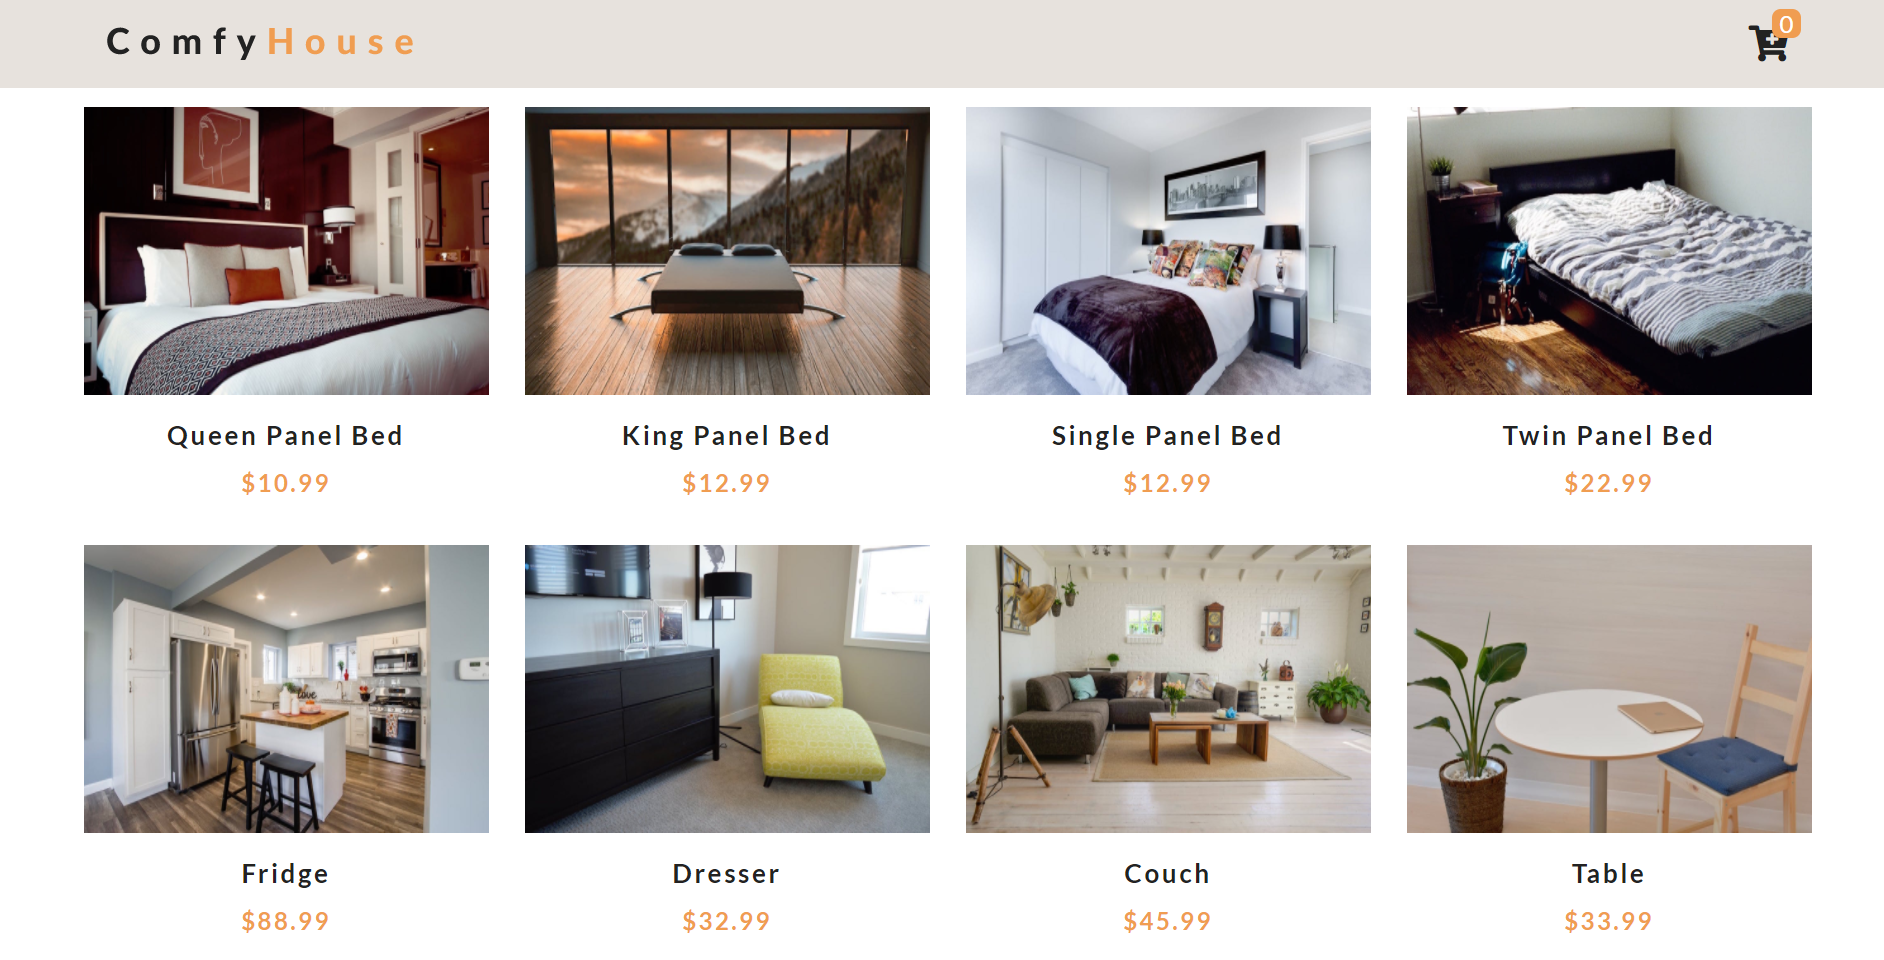 ComfyHouse
0
Queen Panel Bed
King Panel Bed
Single Panel Bed
Twin Panel Bed
$10.99
$12.99
$12.99
$22.99
love
Fridge
Dresser
Couch
Table
$88.99
$32.99
$45.99
$33.99